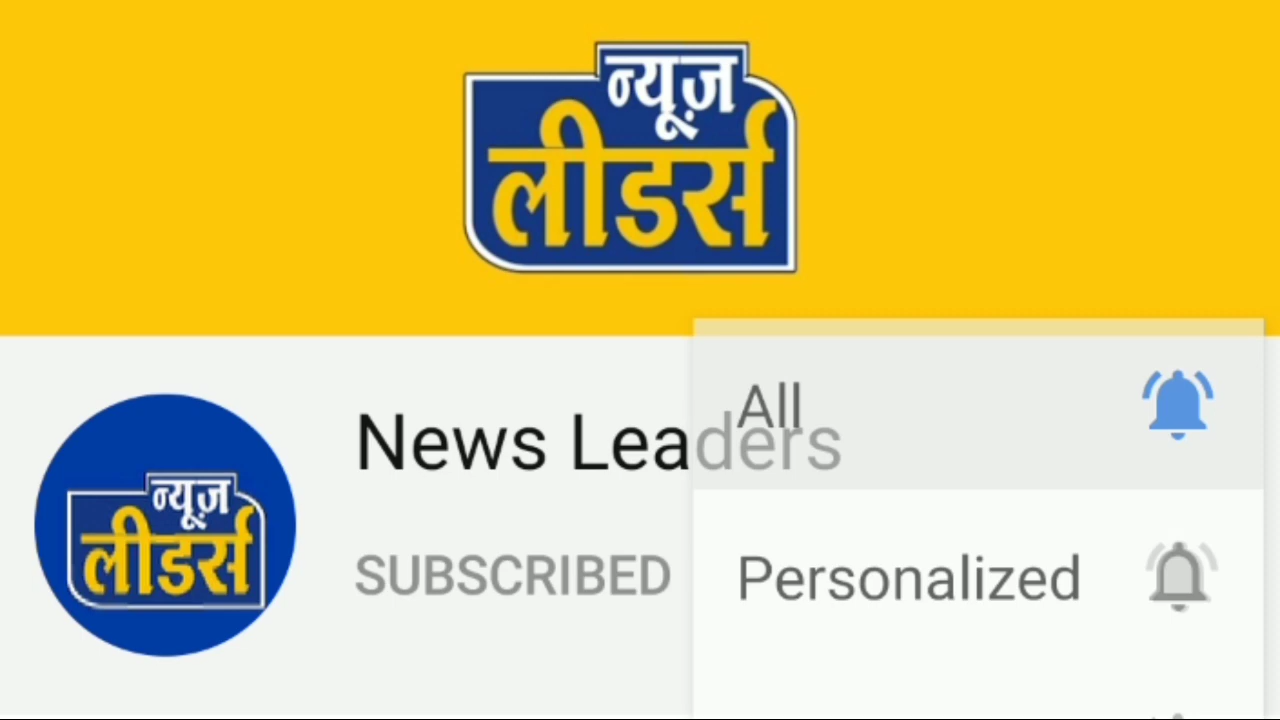 न्यूज़
लीडर्स
All
News Leaders
न्यूज़
लीडर्स
SUBSCRIBED
Personalized